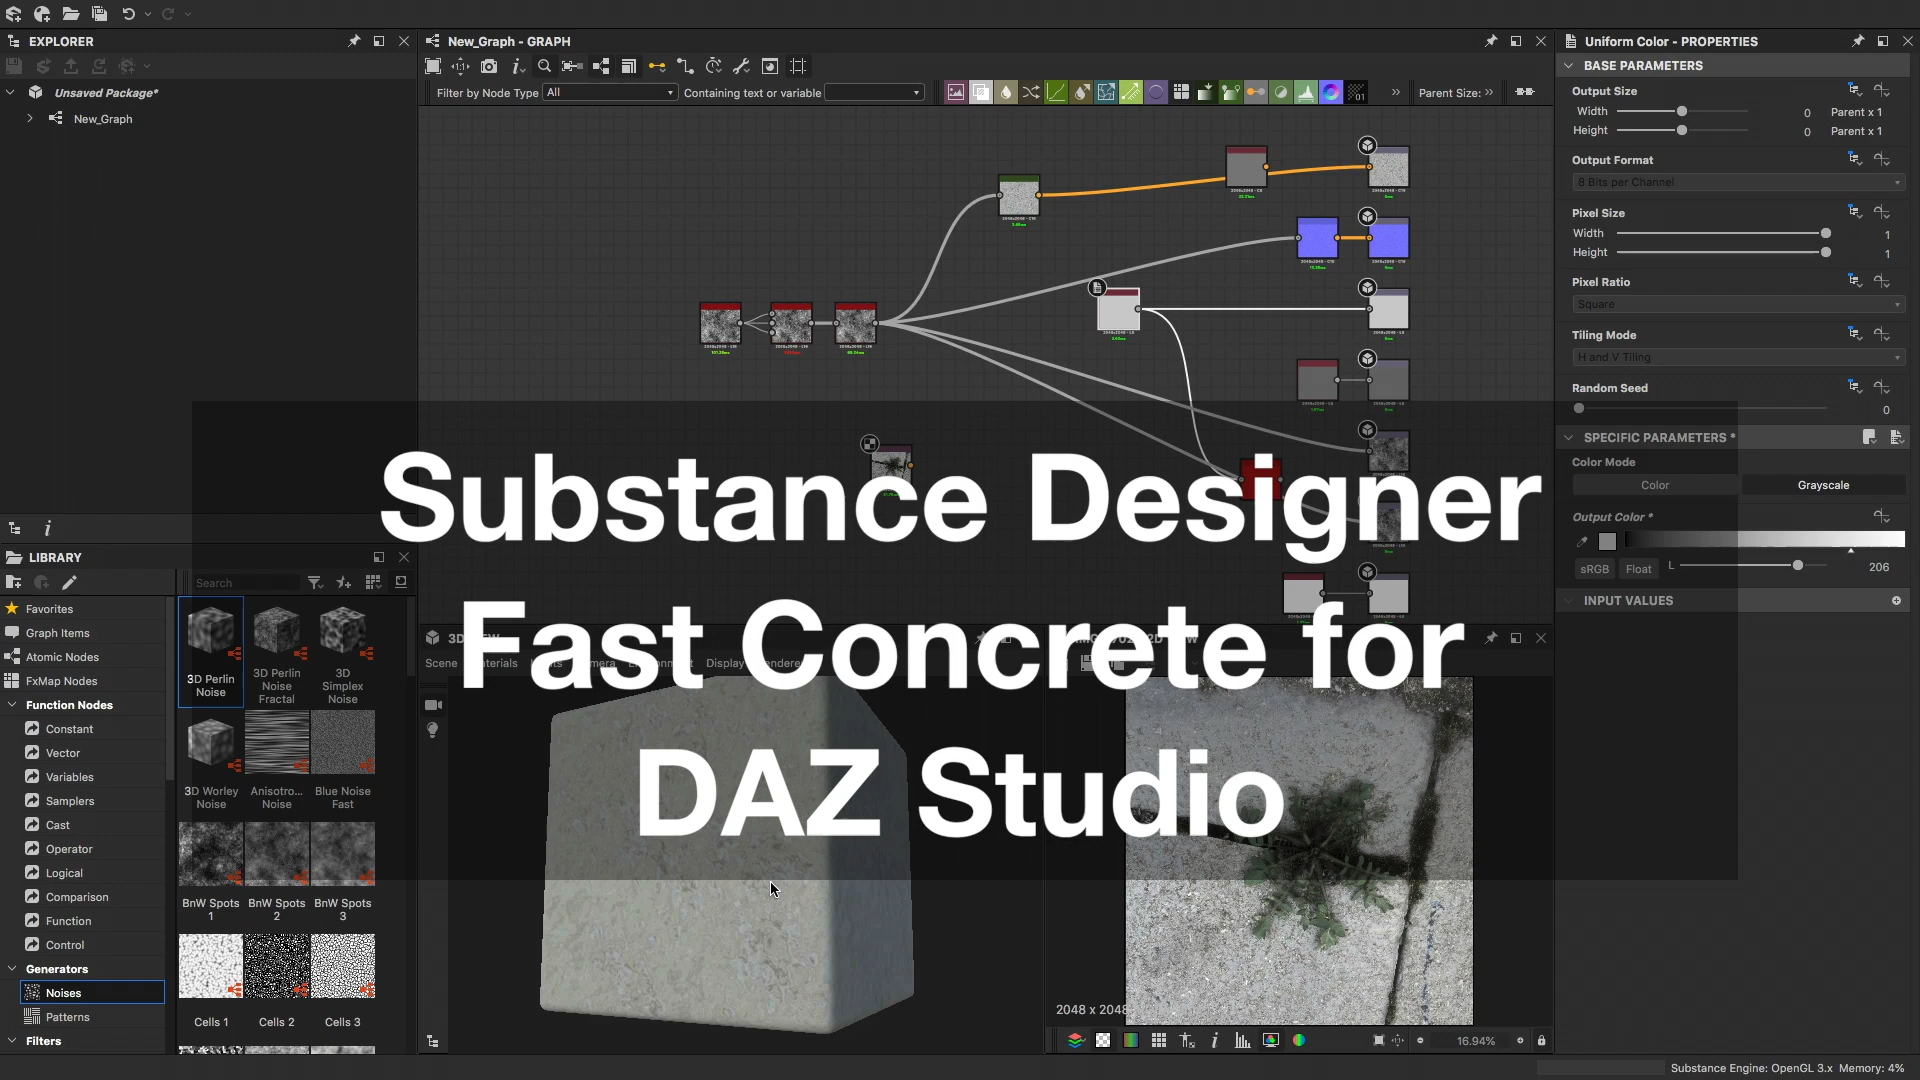 EXPLORER
Unsaved Package*
New_Graph
New_Graph - GRAPH
Filter by Node Type
All
Containing text or variable
Parent Size:
Uniform Color - PROPERTIES
BASE PARAMETERS
Output Size
Width 0 Parent x 1
Height 0 Parent x 1
Output Format
8 Bits per Channel
Pixel Size
Width 1
Height 1
Pixel Ratio
Square
Tiling Mode
H and V Tiling
Random Seed
0
SPECIFIC PARAMETERS *
Color Mode
Color Grayscale
Output Color *
sRGB Float L 206
INPUT VALUES
Substance Designer
Fast Concrete for
DAZ Studio
LIBRARY
Search
Favorites
Graph Items
Atomic Nodes
FxMap Nodes
Function Nodes
Constant
Vector
Variables
Samplers
Cast
Operator
Logical
Comparison
Function
Control
Generators
Noises
Patterns
Filters
3D Perlin Noise
3D Perlin Noise Fractal
3D Simplex Noise
3D Worley Noise
Anisotro... Noise
Blue Noise Fast
BnW Spots 1
BnW Spots 2
BnW Spots 3
Cells 1
Cells 2
Cells 3
Scene
Display
2048 x 2048
16.94%
Substance Engine: OpenGL 3.x Memory: 4%